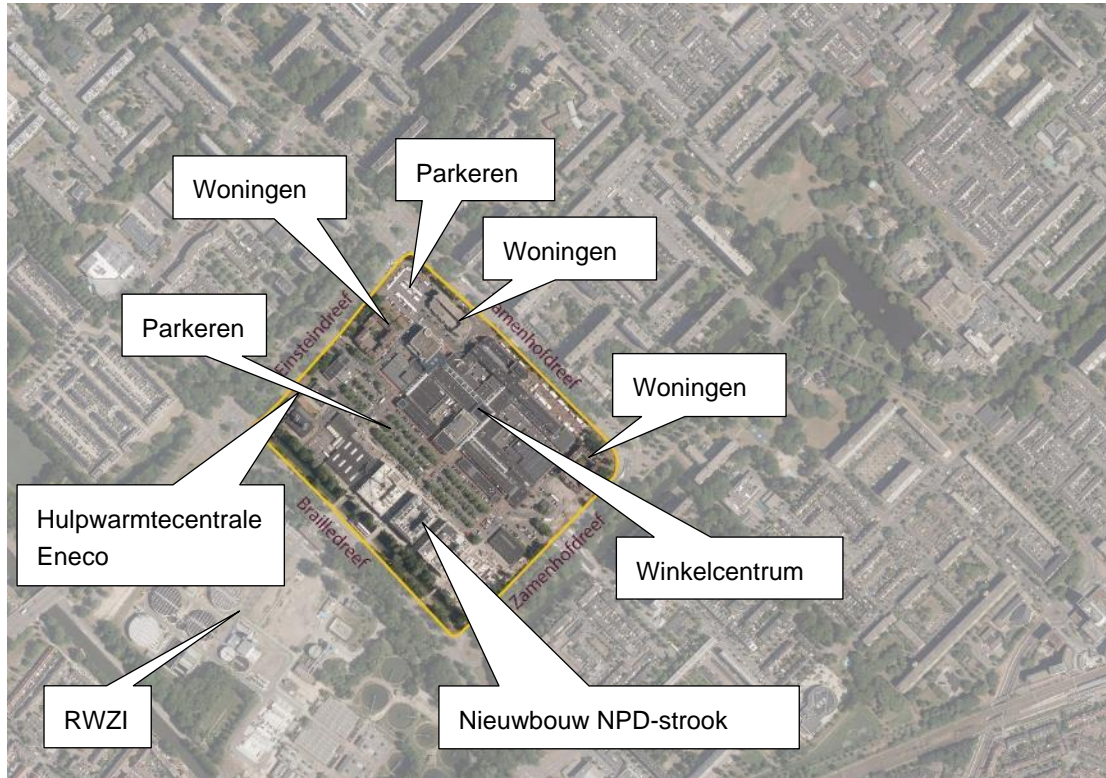 Parkeren
Woningen
Woningen
Parkeren
Einsteindreef
Zamenhofdreef
Woningen
Hulpwarmtecentrale
Eneco
Brailledreef
Zamenhofdreef
Winkelcentrum
RWZI
Nieuwbouw NPD-strook